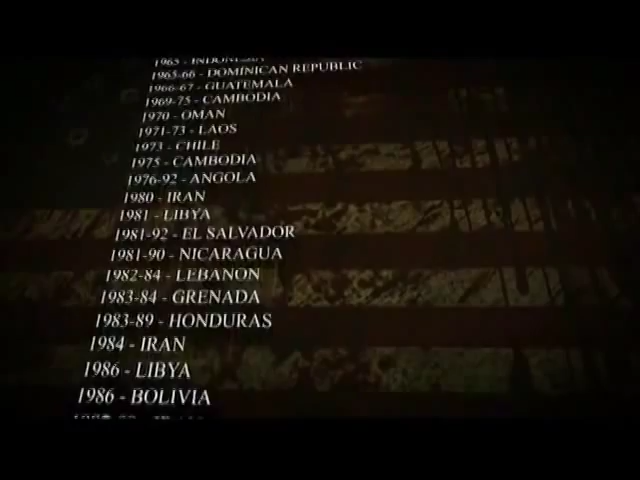 1965 - INDONESIA
1965-66 - DOMINICAN REPUBLIC
1966-67 - GUATEMALA
1969-75 - CAMBODIA
1970 - OMAN
1971-73 - LAOS
1973 - CHILE
1975 - CAMBODIA
1976-92 - ANGOLA
1980 - IRAN
1981 - LIBYA
1981-92 - EL SALVADOR
1981-90 - NICARAGUA
1982-84 - LEBANON
1983-84 - GRENADA
1983-89 - HONDURAS
1984 - IRAN
1986 - LIBYA
1986 - BOLIVIA